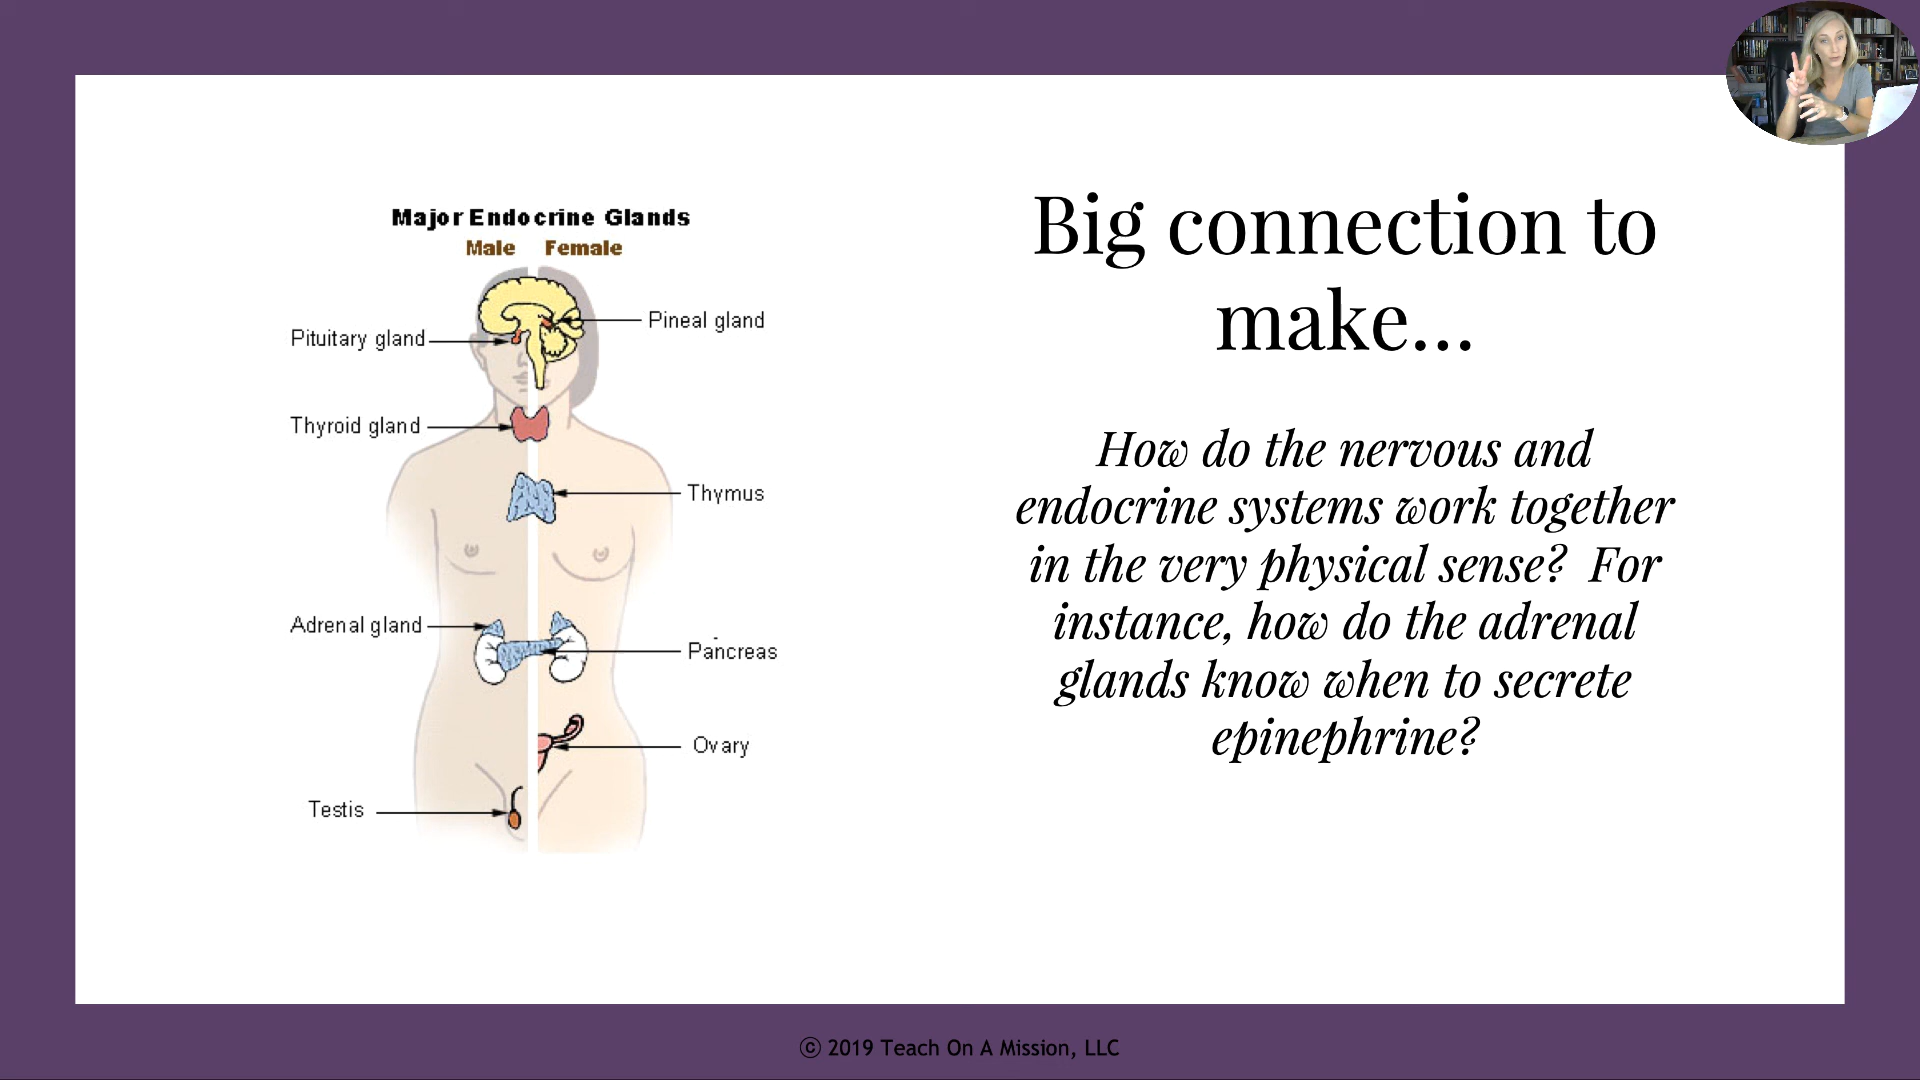 Major Endocrine Glands
Male Female
Pineal gland
Pituitary gland
Thyroid gland
Thymus
Adrenal gland
Pancreas
Ovary
Testis
Big connection to
make...
How do the nervous and
endocrine systems work together
in the very physical sense? For
instance, how do the adrenal
glands know when to secrete
epinephrine?
© 2019 Teach On A Mission, LLC